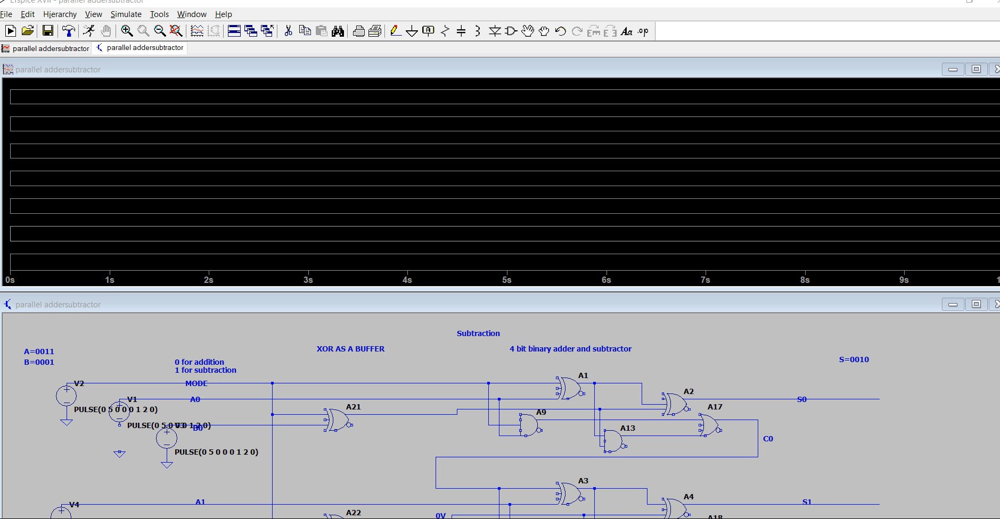 LTspice XVII - parallel addersubtractor
File Edit Hierarchy View Simulate Tools Window Help
A Aa .op
parallel addersubtractor parallel addersubtractor
parallel addersubtractor
0s 1s 2s 3s 4s 5s 6s 7s 8s 9s 1
parallel addersubtractor
Subtraction
XOR AS A BUFFER 4 bit binary adder and subtractor
A=0011
B=0001
S=0010
0 for addition
1 for subtraction
A1
V2 MODE
A2
V1 A0 S0
A21 A17
PULSE(0 5 0 0 0 1 2 0)
A9
PULSE(0 5 0 0 0 1 2 0)
V3 B0 A13
C0
PULSE(0 5 0 0 0 1 2 0)
A3
A4
V4 A1 S1
A22 0V A18